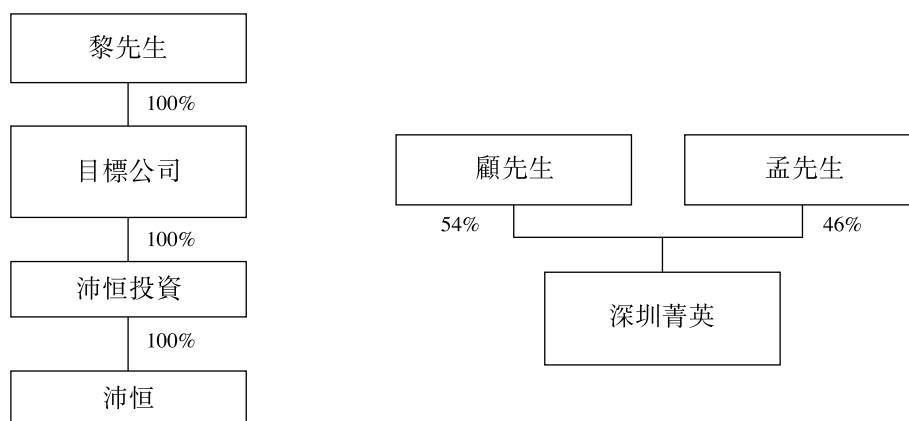 黎先生
100%
目標公司
100%
沛恒投資
100%
沛恒
顧先生
孟先生
54%
46%
深圳菁英